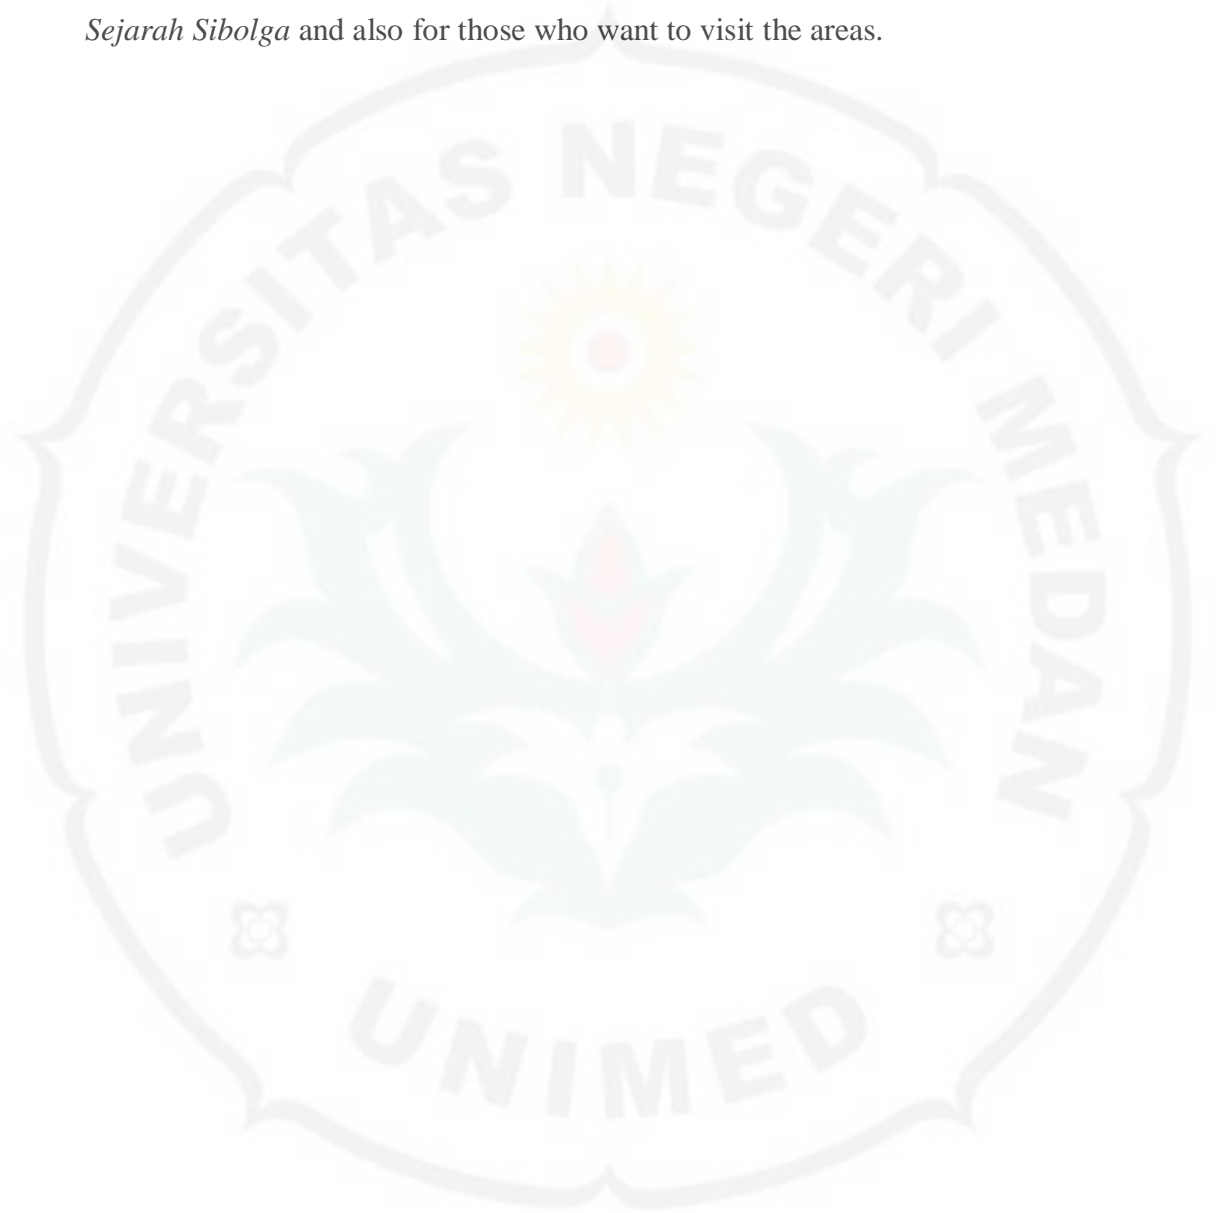 Sejarah Sibolga and also for those who want to visit the areas.
UNIVERSITAS NEGERI MEDAN
UNIMED